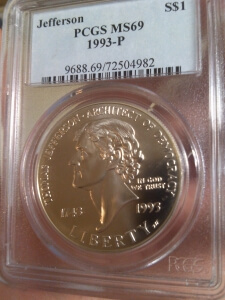 Jefferson S$1
PCGS MS69
1993-P
9688.69/72504982
THOMAS JEFFERSON: ARCHITECT OF DEMOCRACY
IN GOD
WE TRUST
1743 1993
LIBERTY
PCGS